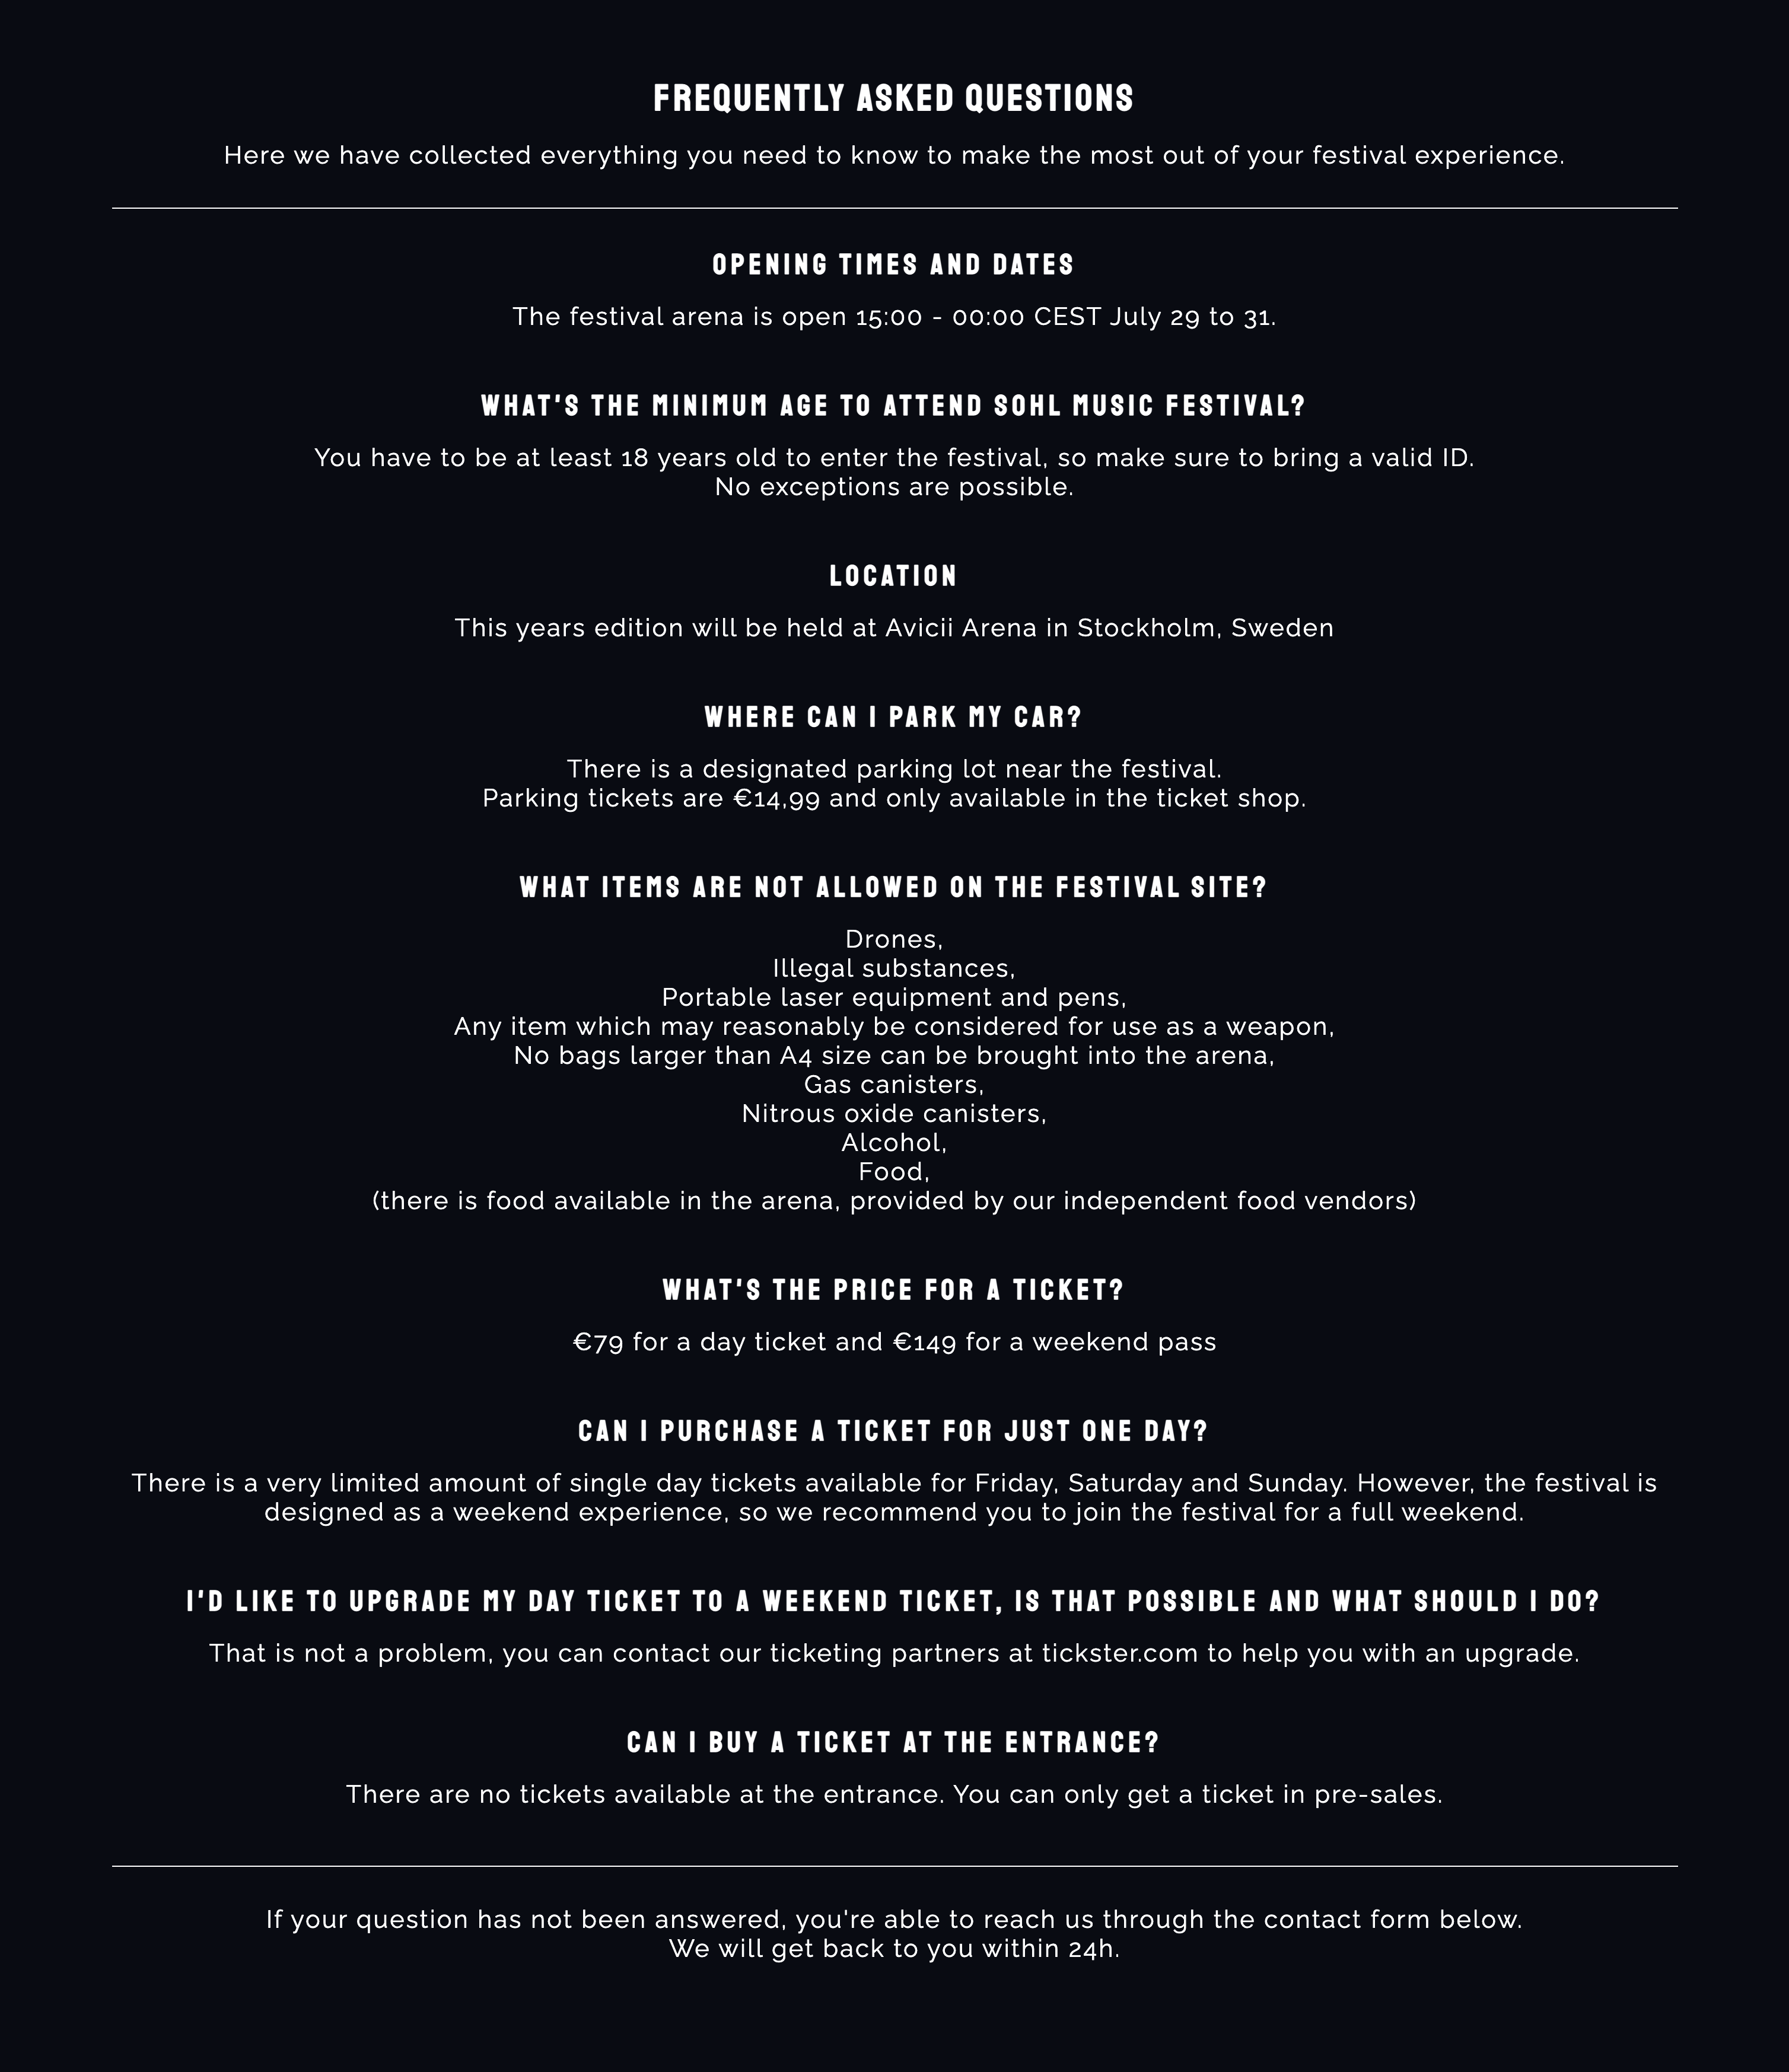 FREQUENTLY ASKED QUESTIONS
Here we have collected everything you need to know to make the most out of your festival experience.
OPENING TIMES AND DATES
The festival arena is open 15:00 - 00:00 CEST July 29 to 31.
WHAT'S THE MINIMUM AGE TO ATTEND SOHL MUSIC FESTIVAL?
You have to be at least 18 years old to enter the festival, so make sure to bring a valid ID.
No exceptions are possible.
LOCATION
This years edition will be held at Avicii Arena in Stockholm, Sweden
WHERE CAN I PARK MY CAR?
There is a designated parking lot near the festival.
Parking tickets are €14,99 and only available in the ticket shop.
WHAT ITEMS ARE NOT ALLOWED ON THE FESTIVAL SITE?
Drones,
Illegal substances,
Portable laser equipment and pens,
Any item which may reasonably be considered for use as a weapon,
No bags larger than A4 size can be brought into the arena,
Gas canisters,
Nitrous oxide canisters,
Alcohol,
Food,
(there is food available in the arena, provided by our independent food vendors)
WHAT'S THE PRICE FOR A TICKET?
€79 for a day ticket and €149 for a weekend pass
CAN I PURCHASE A TICKET FOR JUST ONE DAY?
There is a very limited amount of single day tickets available for Friday, Saturday and Sunday. However, the festival is
designed as a weekend experience, so we recommend you to join the festival for a full weekend.
I'D LIKE TO UPGRADE MY DAY TICKET TO A WEEKEND TICKET, IS THAT POSSIBLE AND WHAT SHOULD I DO?
That is not a problem, you can contact our ticketing partners at tickster.com to help you with an upgrade.
CAN I BUY A TICKET AT THE ENTRANCE?
There are no tickets available at the entrance. You can only get a ticket in pre-sales.
If your question has not been answered, you're able to reach us through the contact form below.
We will get back to you within 24h.